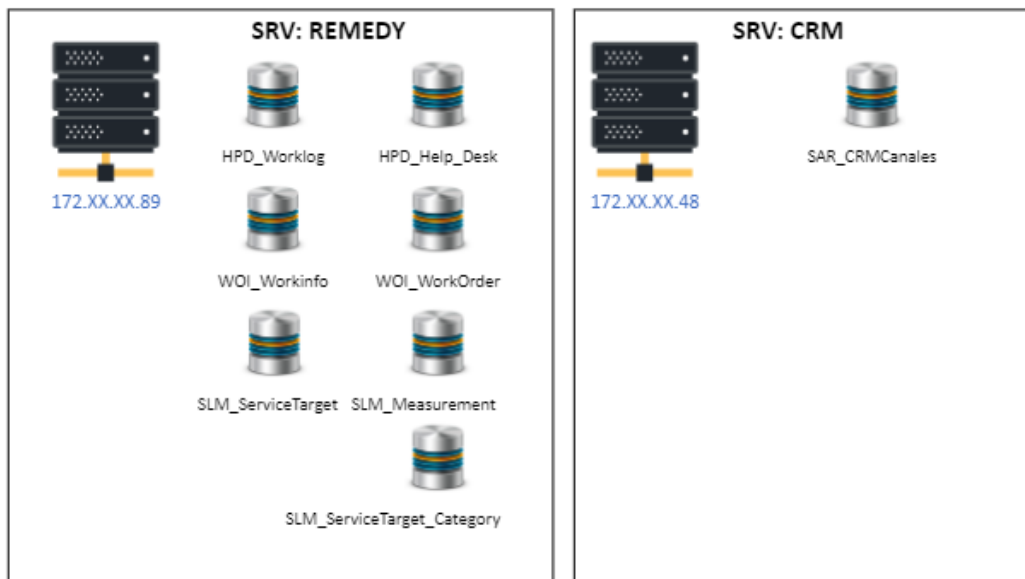 SRV: REMEDY
HPD_Worklog
HPD_Help_Desk
172.XX.XX.89
WOI_Workinfo
WOI_WorkOrder
SLM_ServiceTarget
SLM_Measurement
SLM_ServiceTarget_Category
SRV: CRM
SAR_CRMCanales
172.XX.XX.48